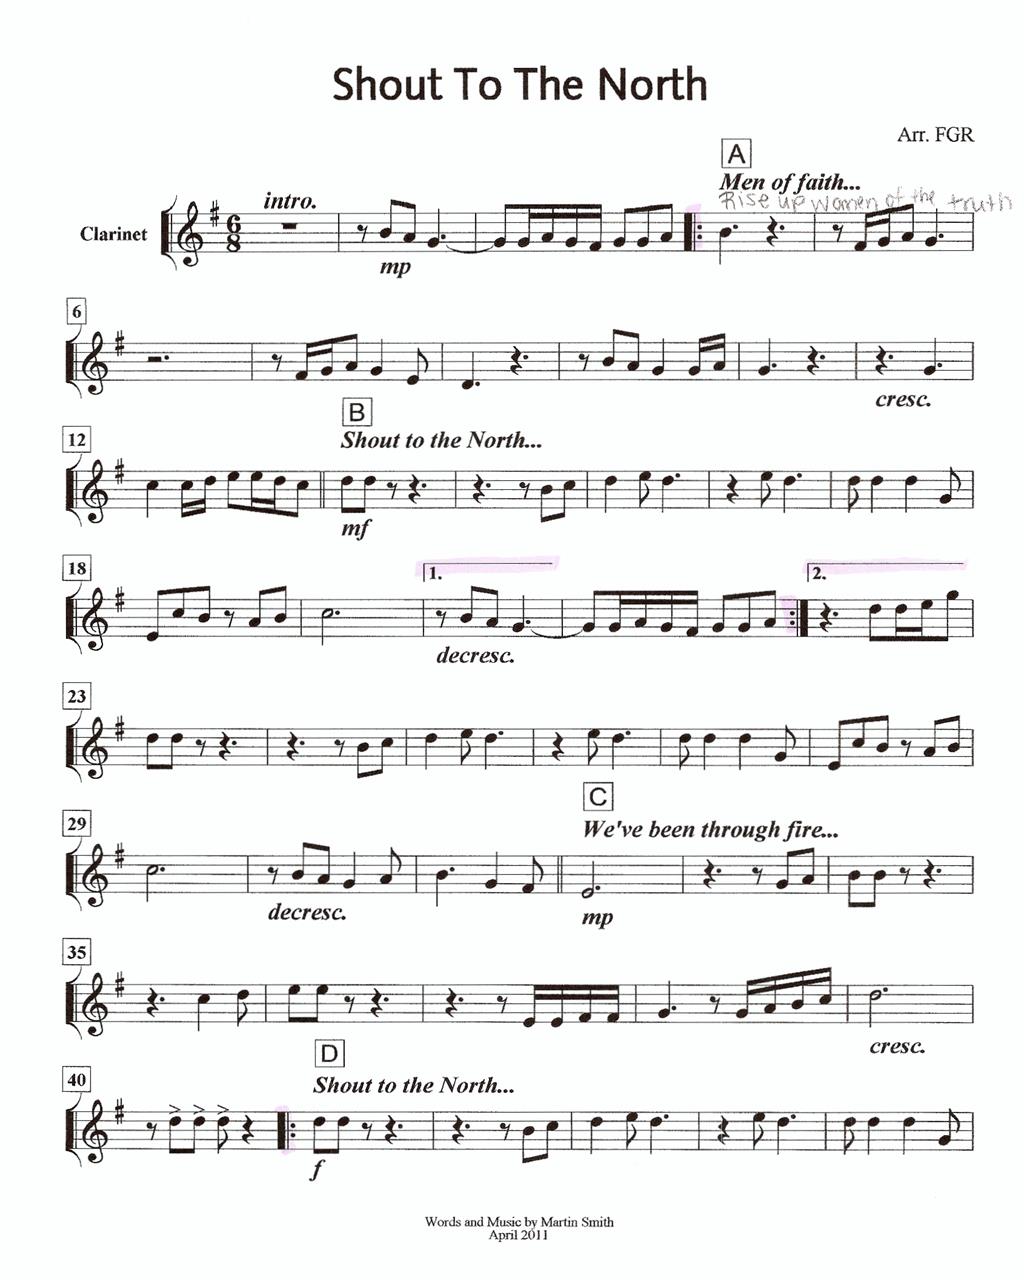 Shout To The North
Arr. FGR
A
Men of faith...
Rise up women of the truth
intro.
6
8
Clarinet
mp
6
cresc.
12
B
Shout to the North...
mf
18
1.
2.
decresc.
23
29
C
We've been through fire...
decresc.
mp
35
cresc.
40
D
Shout to the North...
f
Words and Music by Martin Smith
April 2011